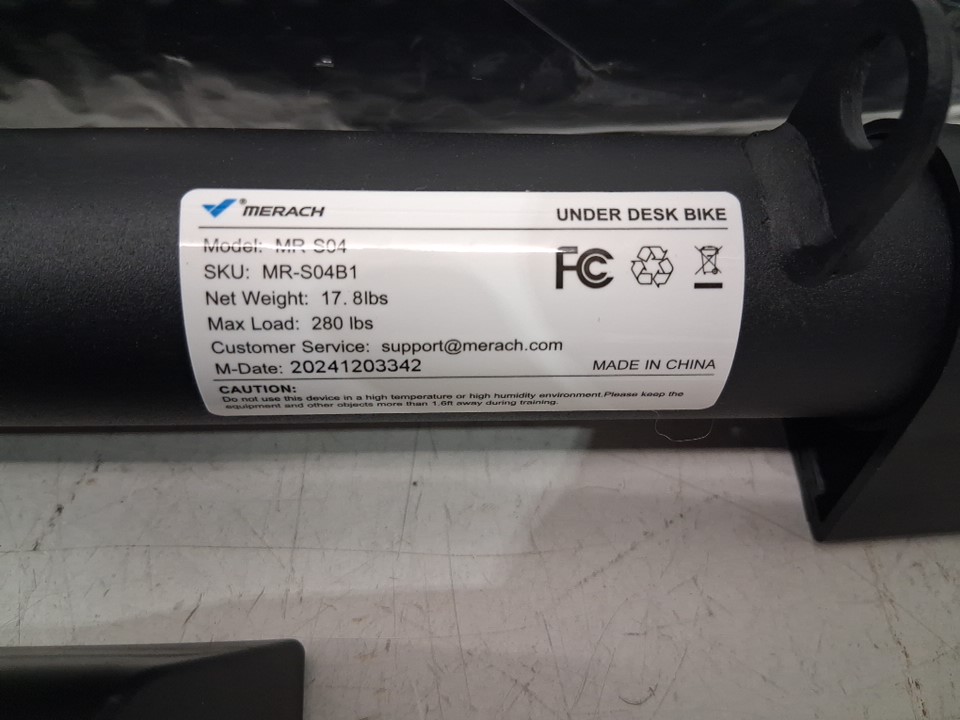 ® MERACH
UNDER DESK BIKE
Model: MR-S04
SKU: MR-S04B1
Net Weight: 17. 8lbs
Max Load: 280 lbs
Customer Service: support@merach.com
M-Date: 20241203342
MADE IN CHINA
FC
CAUTION:
Do not use this device in a high temperature or high humidity environment.Please keep the
equipment and other objects more than 1.6ft away during training.